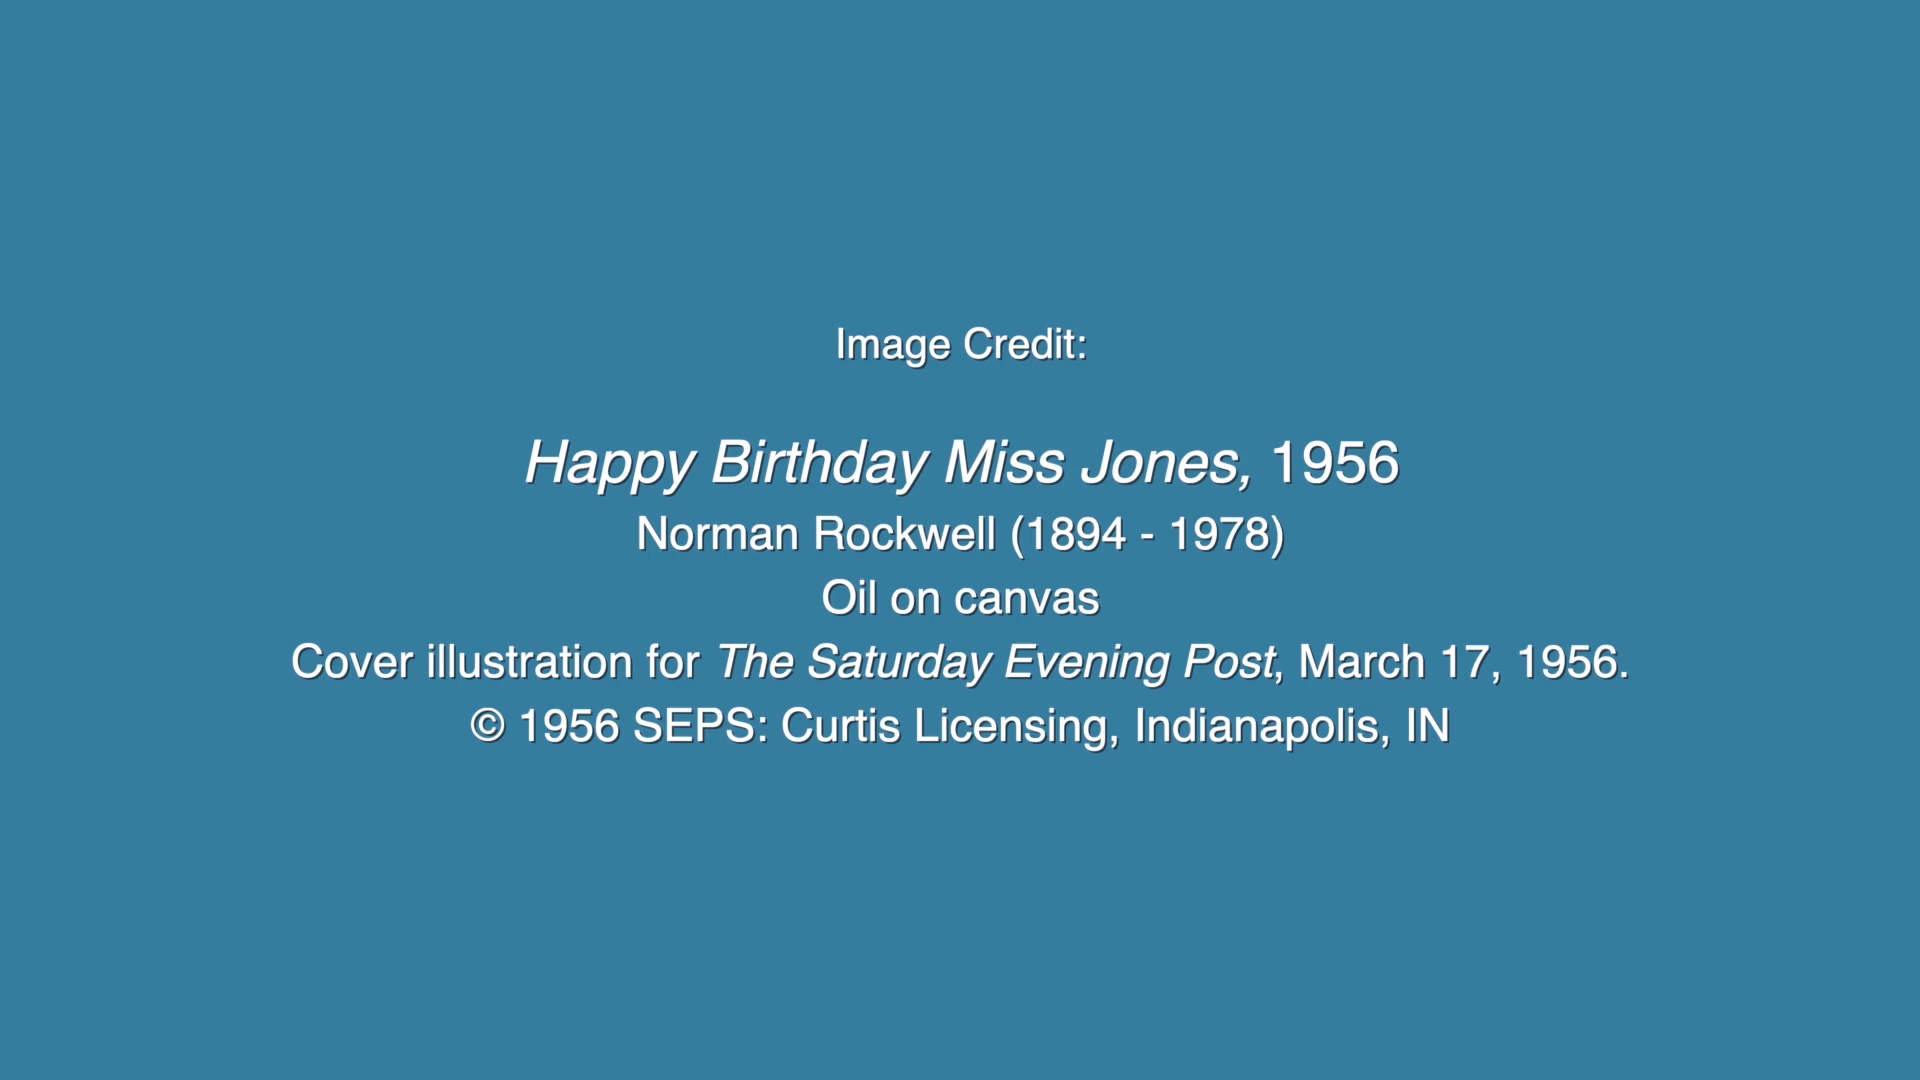 Image Credit:
Happy Birthday Miss Jones, 1956
Norman Rockwell (1894 - 1978)
Oil on canvas
Cover illustration for The Saturday Evening Post, March 17, 1956.
© 1956 SEPS: Curtis Licensing, Indianapolis, IN